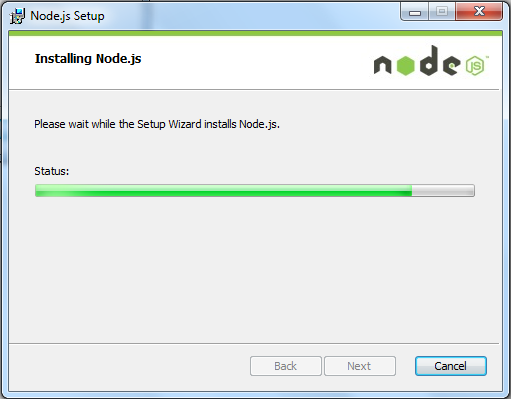 Node.js Setup
Installing Node.js
node
JS
™
Please wait while the Setup Wizard installs Node.js.
Status:
Back
Next
Cancel